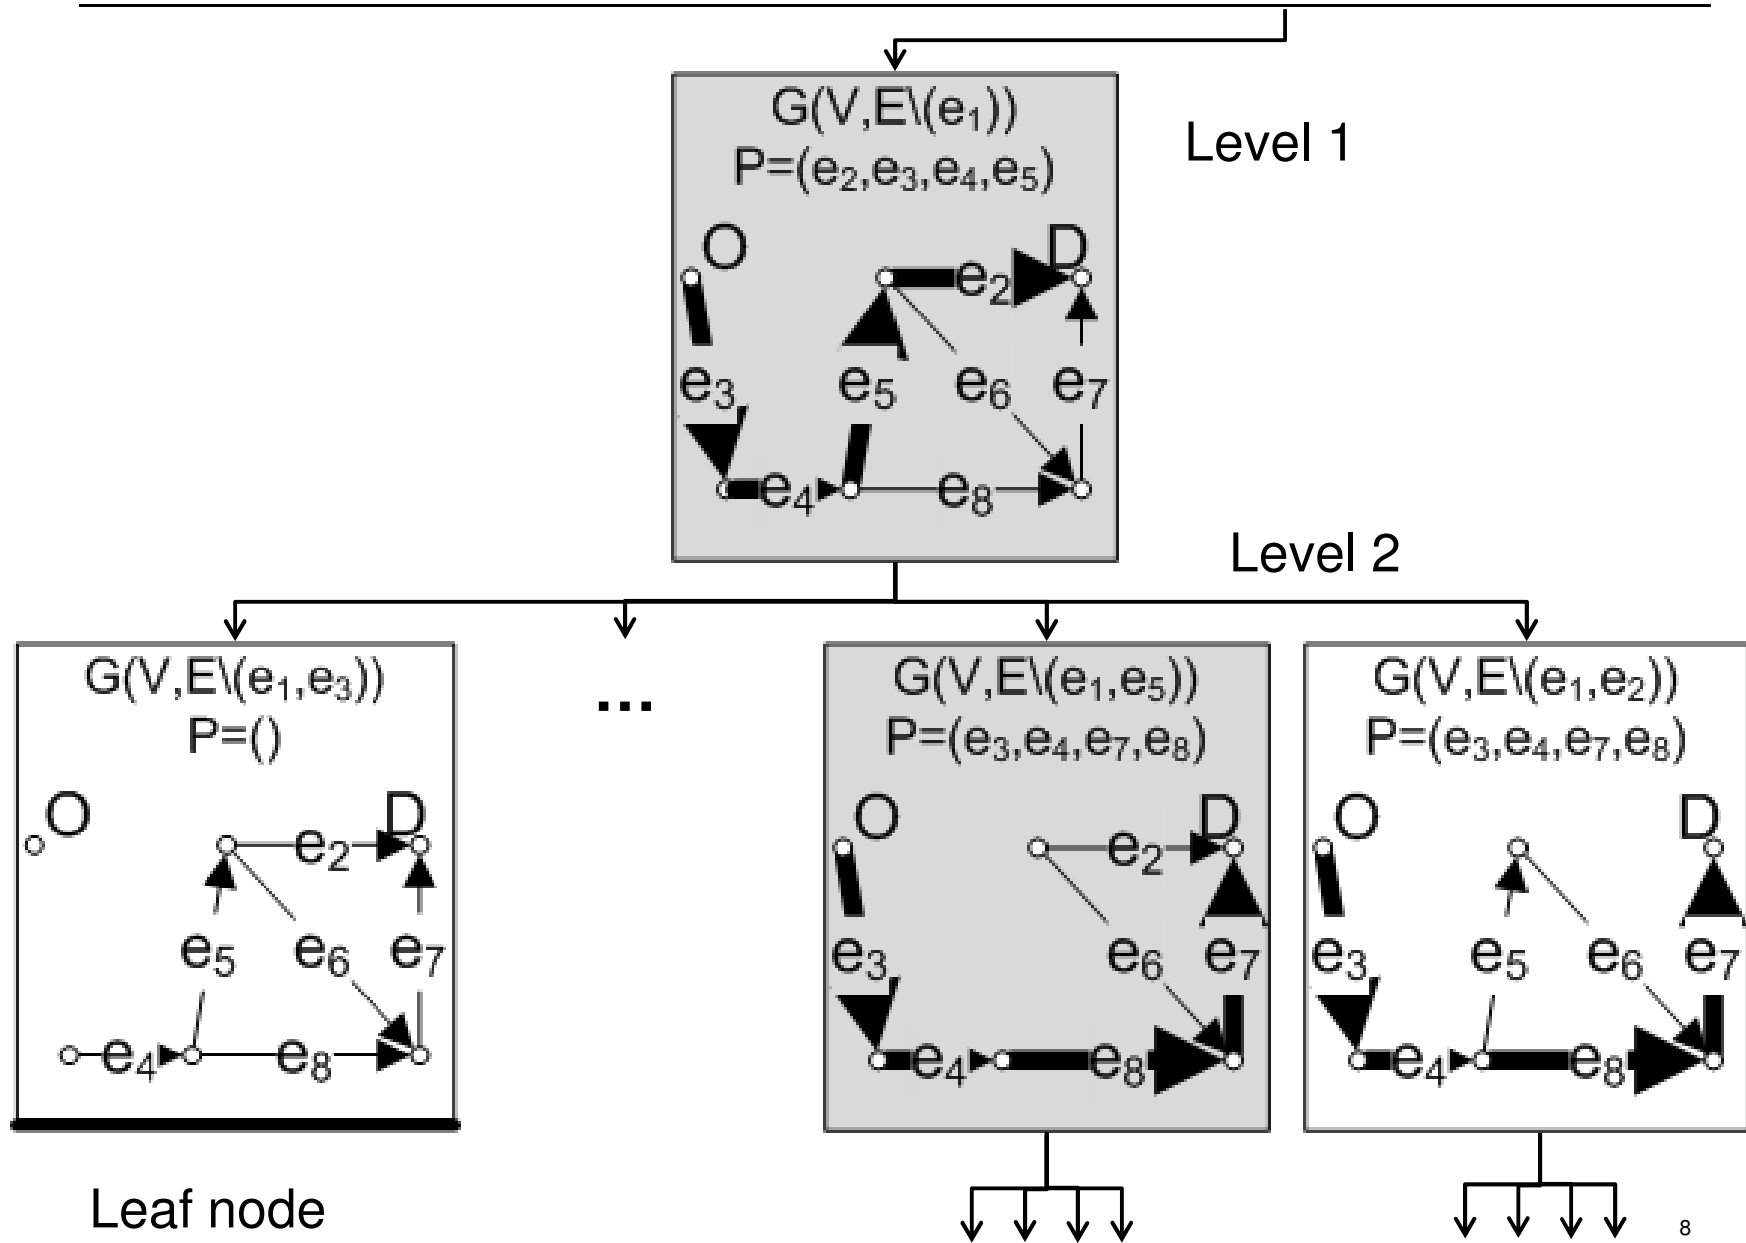 G(V,E\(e₁))
P=(e₂,e₃,e₄,e₅)
Level 1
O
D
e₂
e₃
e₅
e₆
e₇
e₄
e₈
Level 2
G(V,E\(e₁,e₃))
P=()
O
D
e₂
e₅
e₆
e₇
e₄
e₈
...
G(V,E\(e₁,e₅))
P=(e₃,e₄,e₇,e₈)
O
D
e₂
e₃
e₆
e₇
e₄
e₈
G(V,E\(e₁,e₂))
P=(e₃,e₄,e₇,e₈)
O
D
e₃
e₅
e₆
e₇
e₄
e₈
Leaf node
8